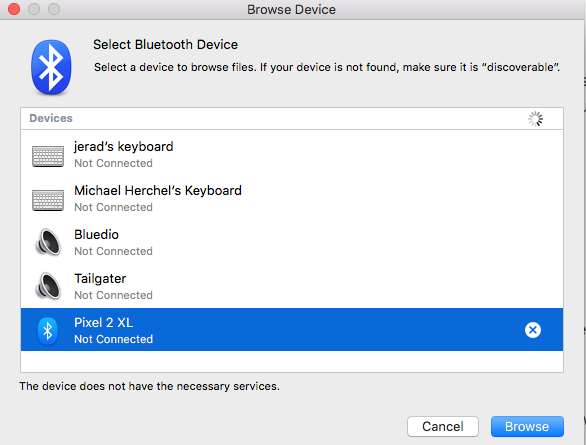 Browse Device
Select Bluetooth Device
Select a device to browse files. If your device is not found, make sure it is “discoverable”.
Devices
jerad’s keyboard
Not Connected
Michael Herchel’s Keyboard
Not Connected
Bluedio
Not Connected
Tailgater
Not Connected
Pixel 2 XL
Not Connected
The device does not have the necessary services.
Cancel
Browse